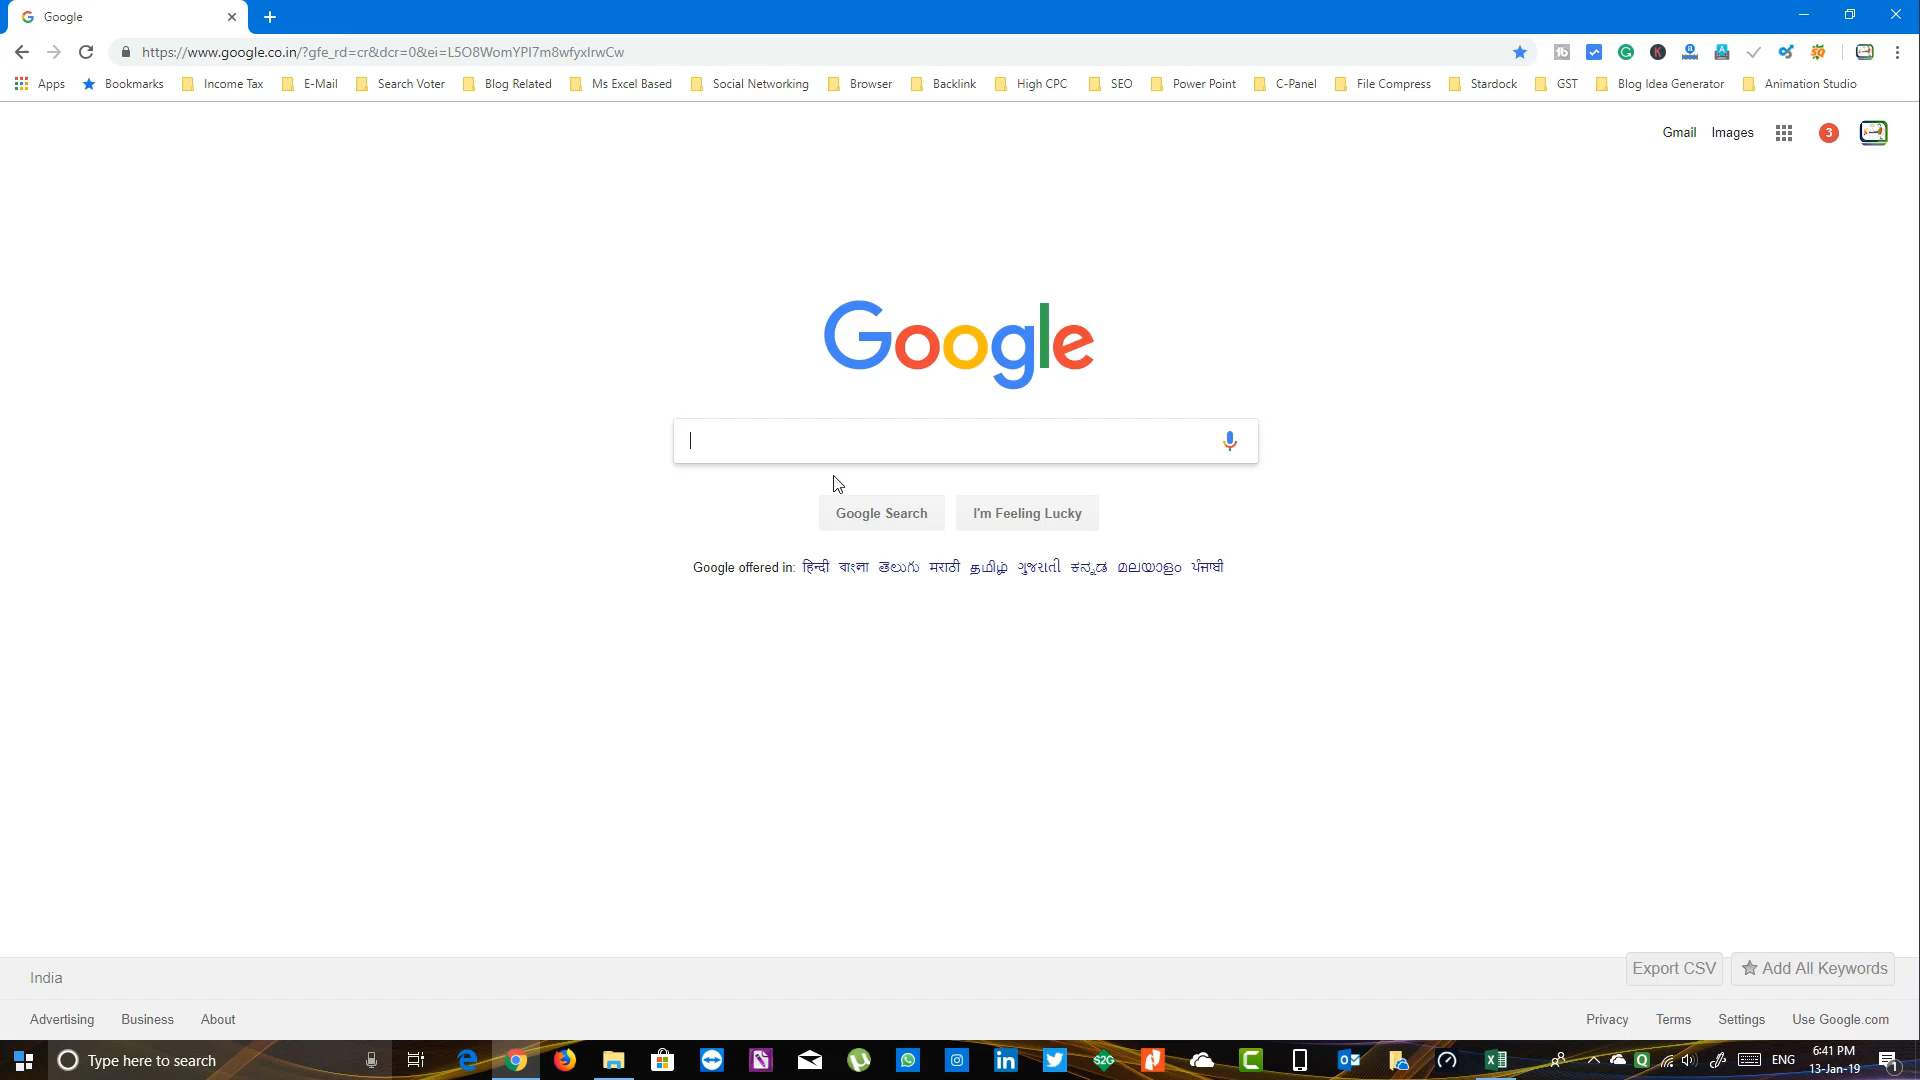 Google
https://www.google.co.in/?gfe_rd=cr&dcr=0&ei=L5O8WomYPI7m8wfyxIrwCw
Apps Bookmarks Income Tax E-Mail Search Voter Blog Related Ms Excel Based Social Networking Browser Backlink High CPC SEO Power Point C-Panel File Compress Stardock GST Blog Idea Generator Animation Studio
Gmail Images 3
Google
Google Search I'm Feeling Lucky
Google offered in: हिन्दी বাংলা తెలుగు मराठी தமிழ் ગુજરાતી ಕನ್ನಡ മലയാളം ਪੰਜਾਬੀ
India
Export CSV Add All Keywords
Advertising Business About
Privacy Terms Settings Use Google.com
Type here to search
ENG
6:41 PM
13-Jan-19
1